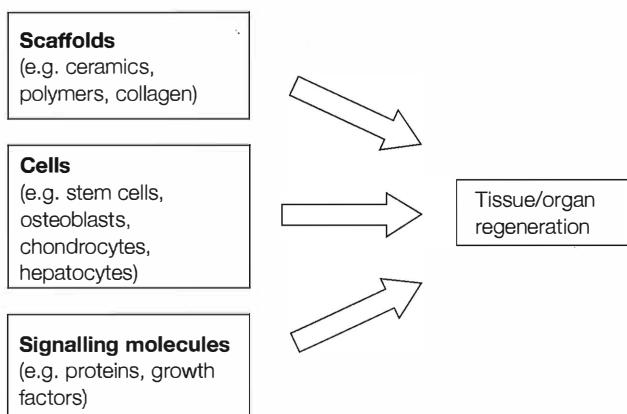 Scaffolds
(e.g. ceramics,
polymers, collagen)
Cells
(e.g. stem cells,
osteoblasts,
chondrocytes,
hepatocytes)
Signalling molecules
(e.g. proteins, growth
factors)
Tissue/organ
regeneration